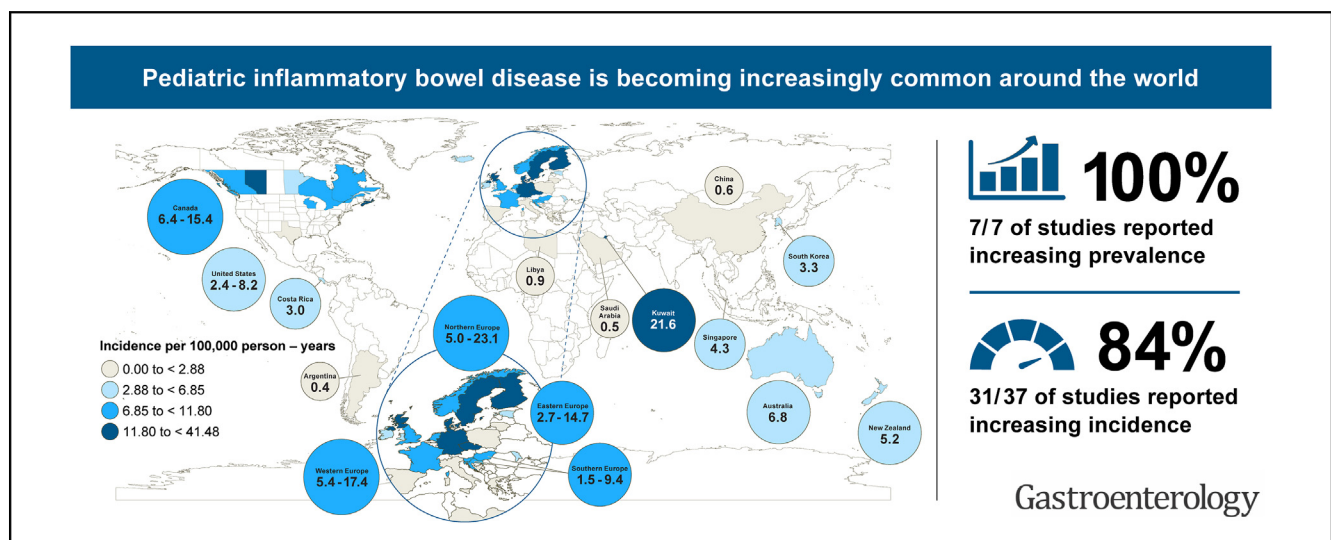 Pediatric inflammatory bowel disease is becoming increasingly common around the world
Canada
6.4 - 15.4
United States
2.4 - 8.2
Costa Rica
3.0
Incidence per 100,000 person – years
0.00 to < 2.88
2.88 to < 6.85
6.85 to < 11.80
11.80 to < 41.48
Argentina
0.4
Northern Europe
5.0 - 23.1
Western Europe
5.4 - 17.4
Eastern Europe
2.7 - 14.7
Southern Europe
1.5 - 9.4
Libya
0.9
Saudi
Arabia
0.5
Kuwait
21.6
China
0.6
South Korea
3.3
Singapore
4.3
Australia
6.8
New Zealand
5.2
100%
7/7 of studies reported
increasing prevalence
84%
31/37 of studies reported
increasing incidence
Gastroenterology